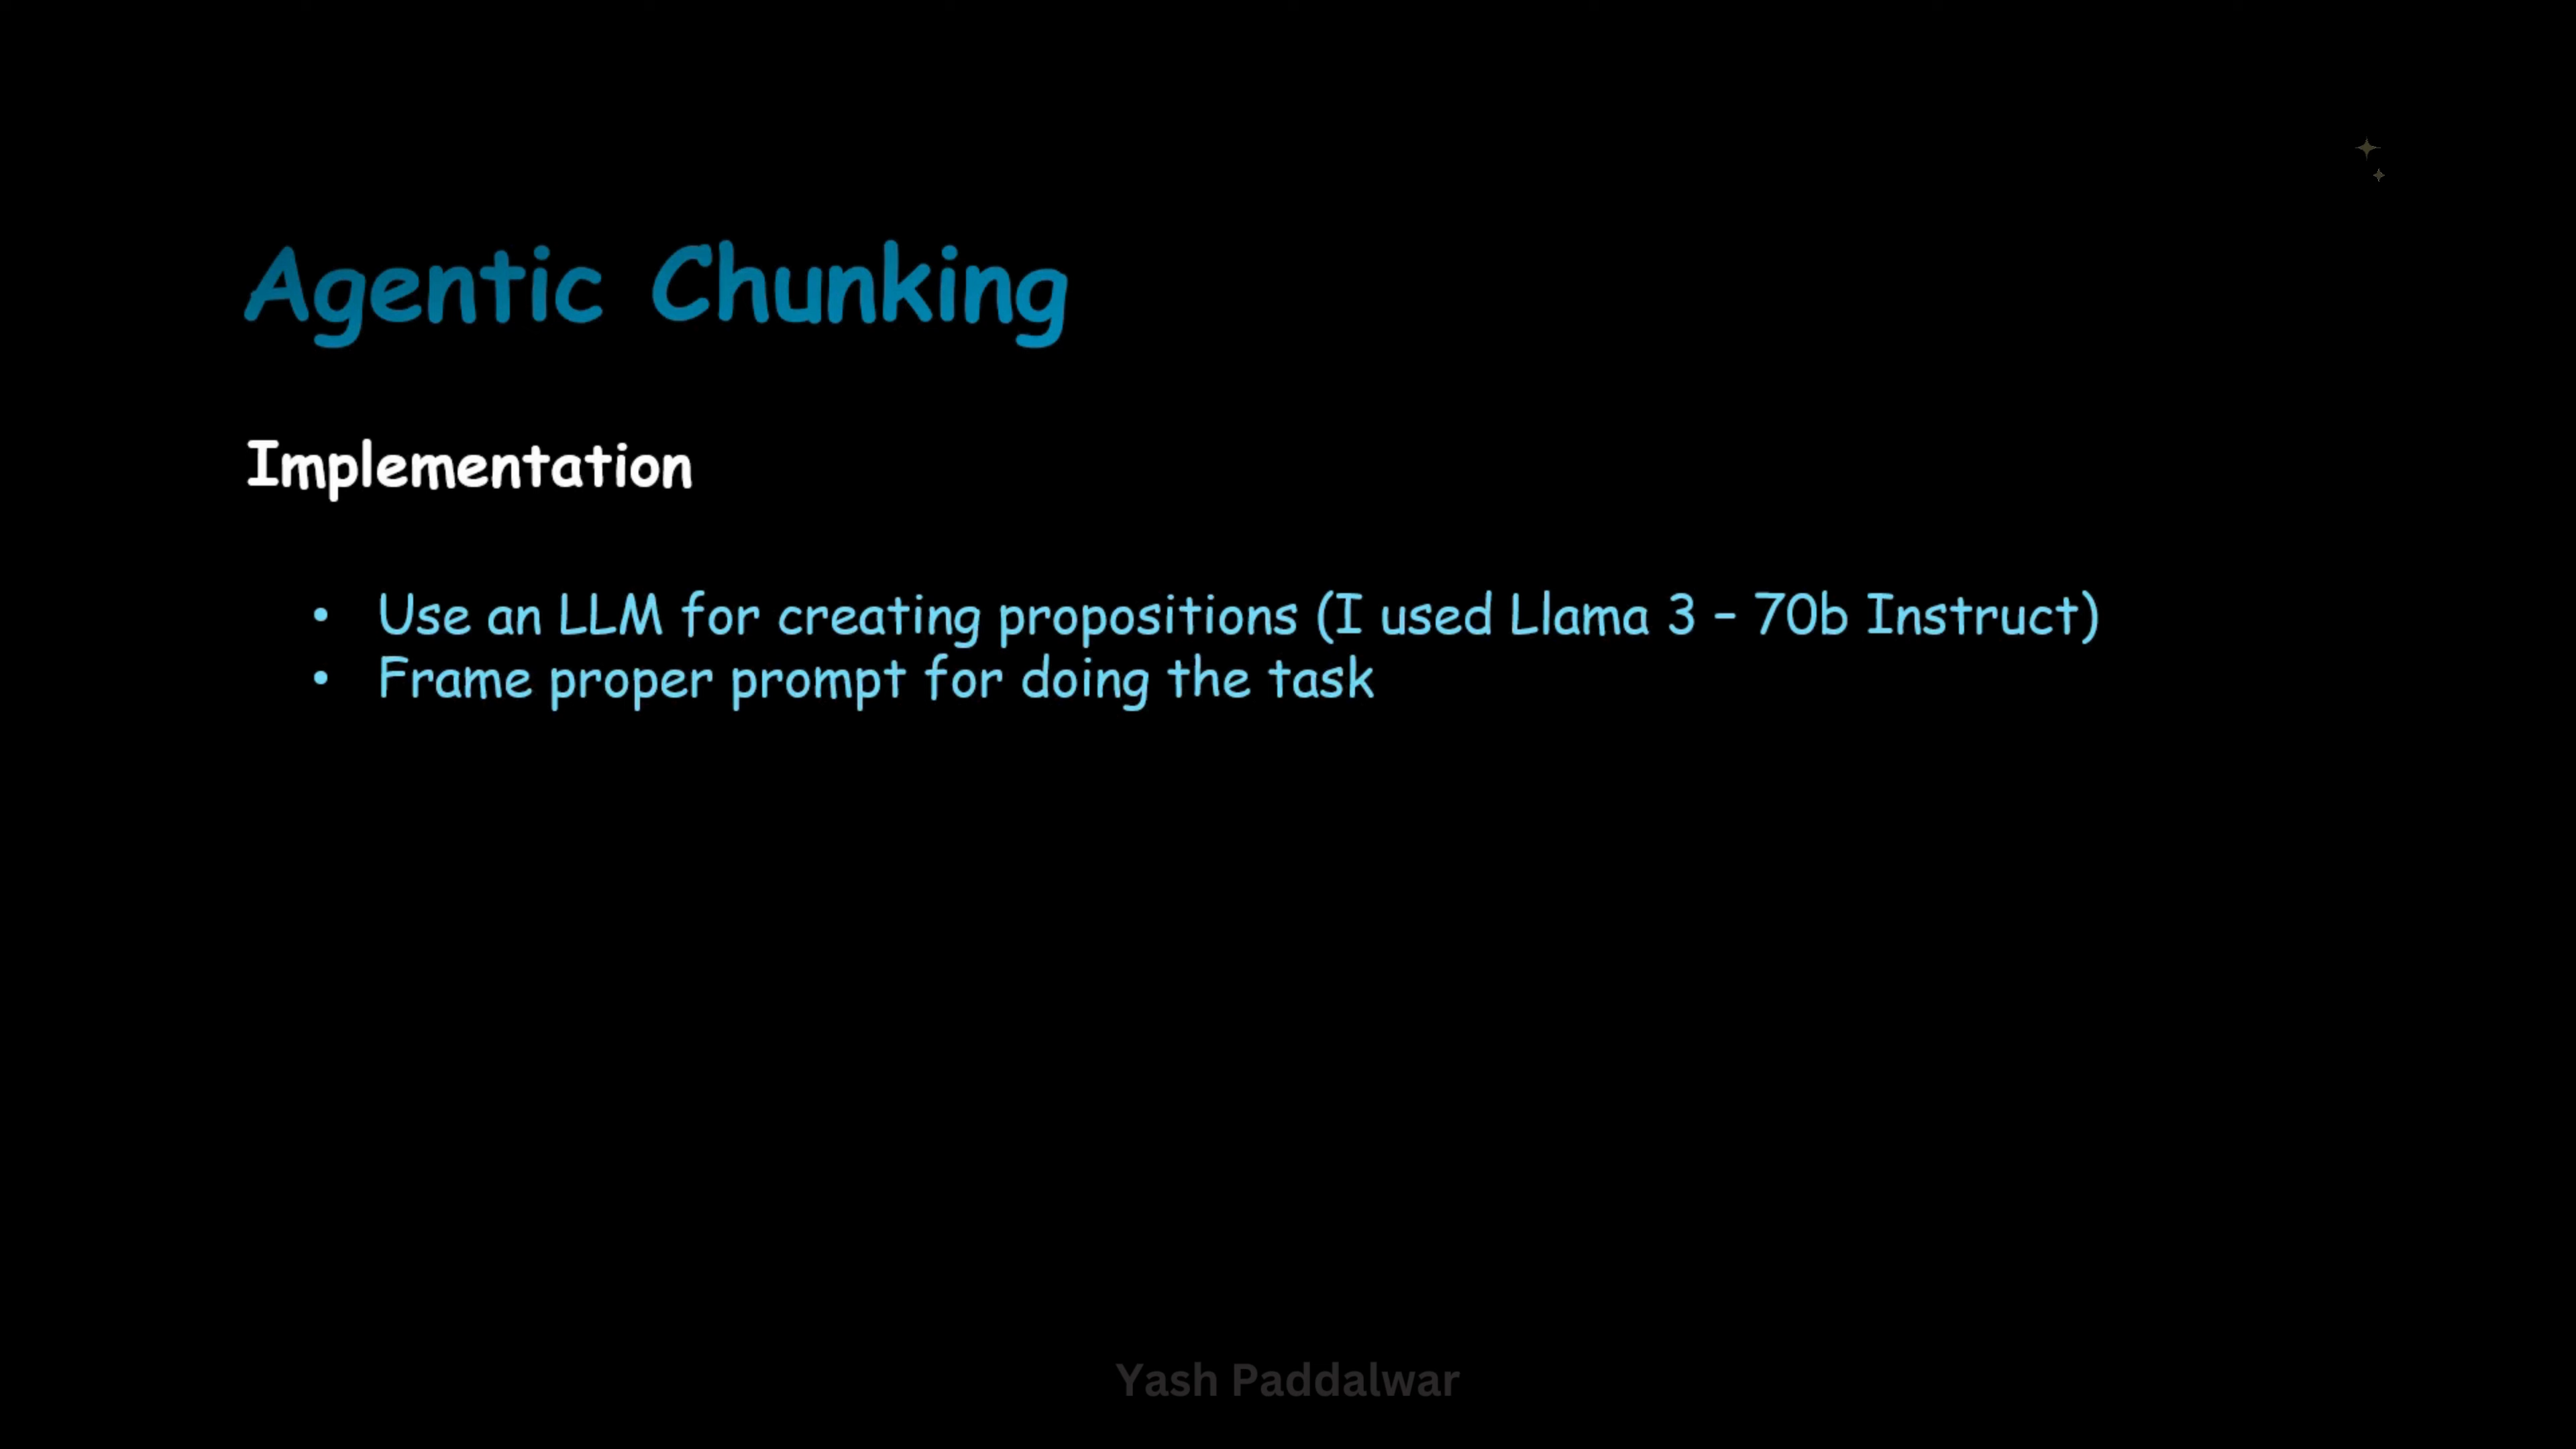 Agentic Chunking
Implementation
• Use an LLM for creating propositions (I used Llama 3 – 70b Instruct)
• Frame proper prompt for doing the task
Yash Paddalwar